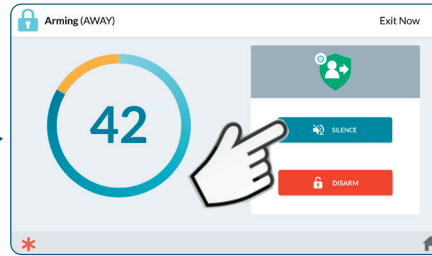 Arming (AWAY)
Exit Now
42
SILENCE
DISARM